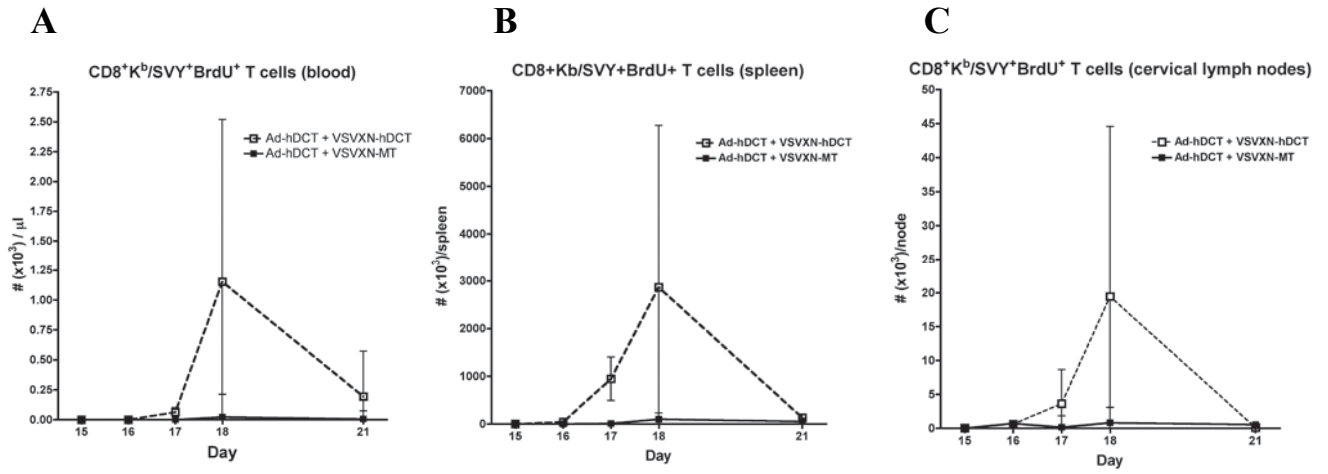 A
CD8⁺Kᵇ/SVY⁺BrdU⁺ T cells (blood)
2.75
2.50
2.25
2.00
1.75
1.50
1.25
1.00
0.75
0.50
0.25
0.00
# (x10³) / µl
Ad-hDCT + VSVXN-hDCT
Ad-hDCT + VSVXN-MT
15
16
17
18
21
Day
B
CD8+Kb/SVY+BrdU+ T cells (spleen)
7000
6000
5000
4000
3000
2000
1000
0
# (x10³)/spleen
Ad-hDCT + VSVXN-hDCT
Ad-hDCT + VSVXN-MT
15
16
17
18
21
Day
C
CD8⁺Kᵇ/SVY⁺BrdU⁺ T cells (cervical lymph nodes)
50
45
40
35
30
25
20
15
10
5
0
# (x10³)/node
Ad-hDCT + VSVXN-hDCT
Ad-hDCT + VSVXN-MT
15
16
17
18
21
Day